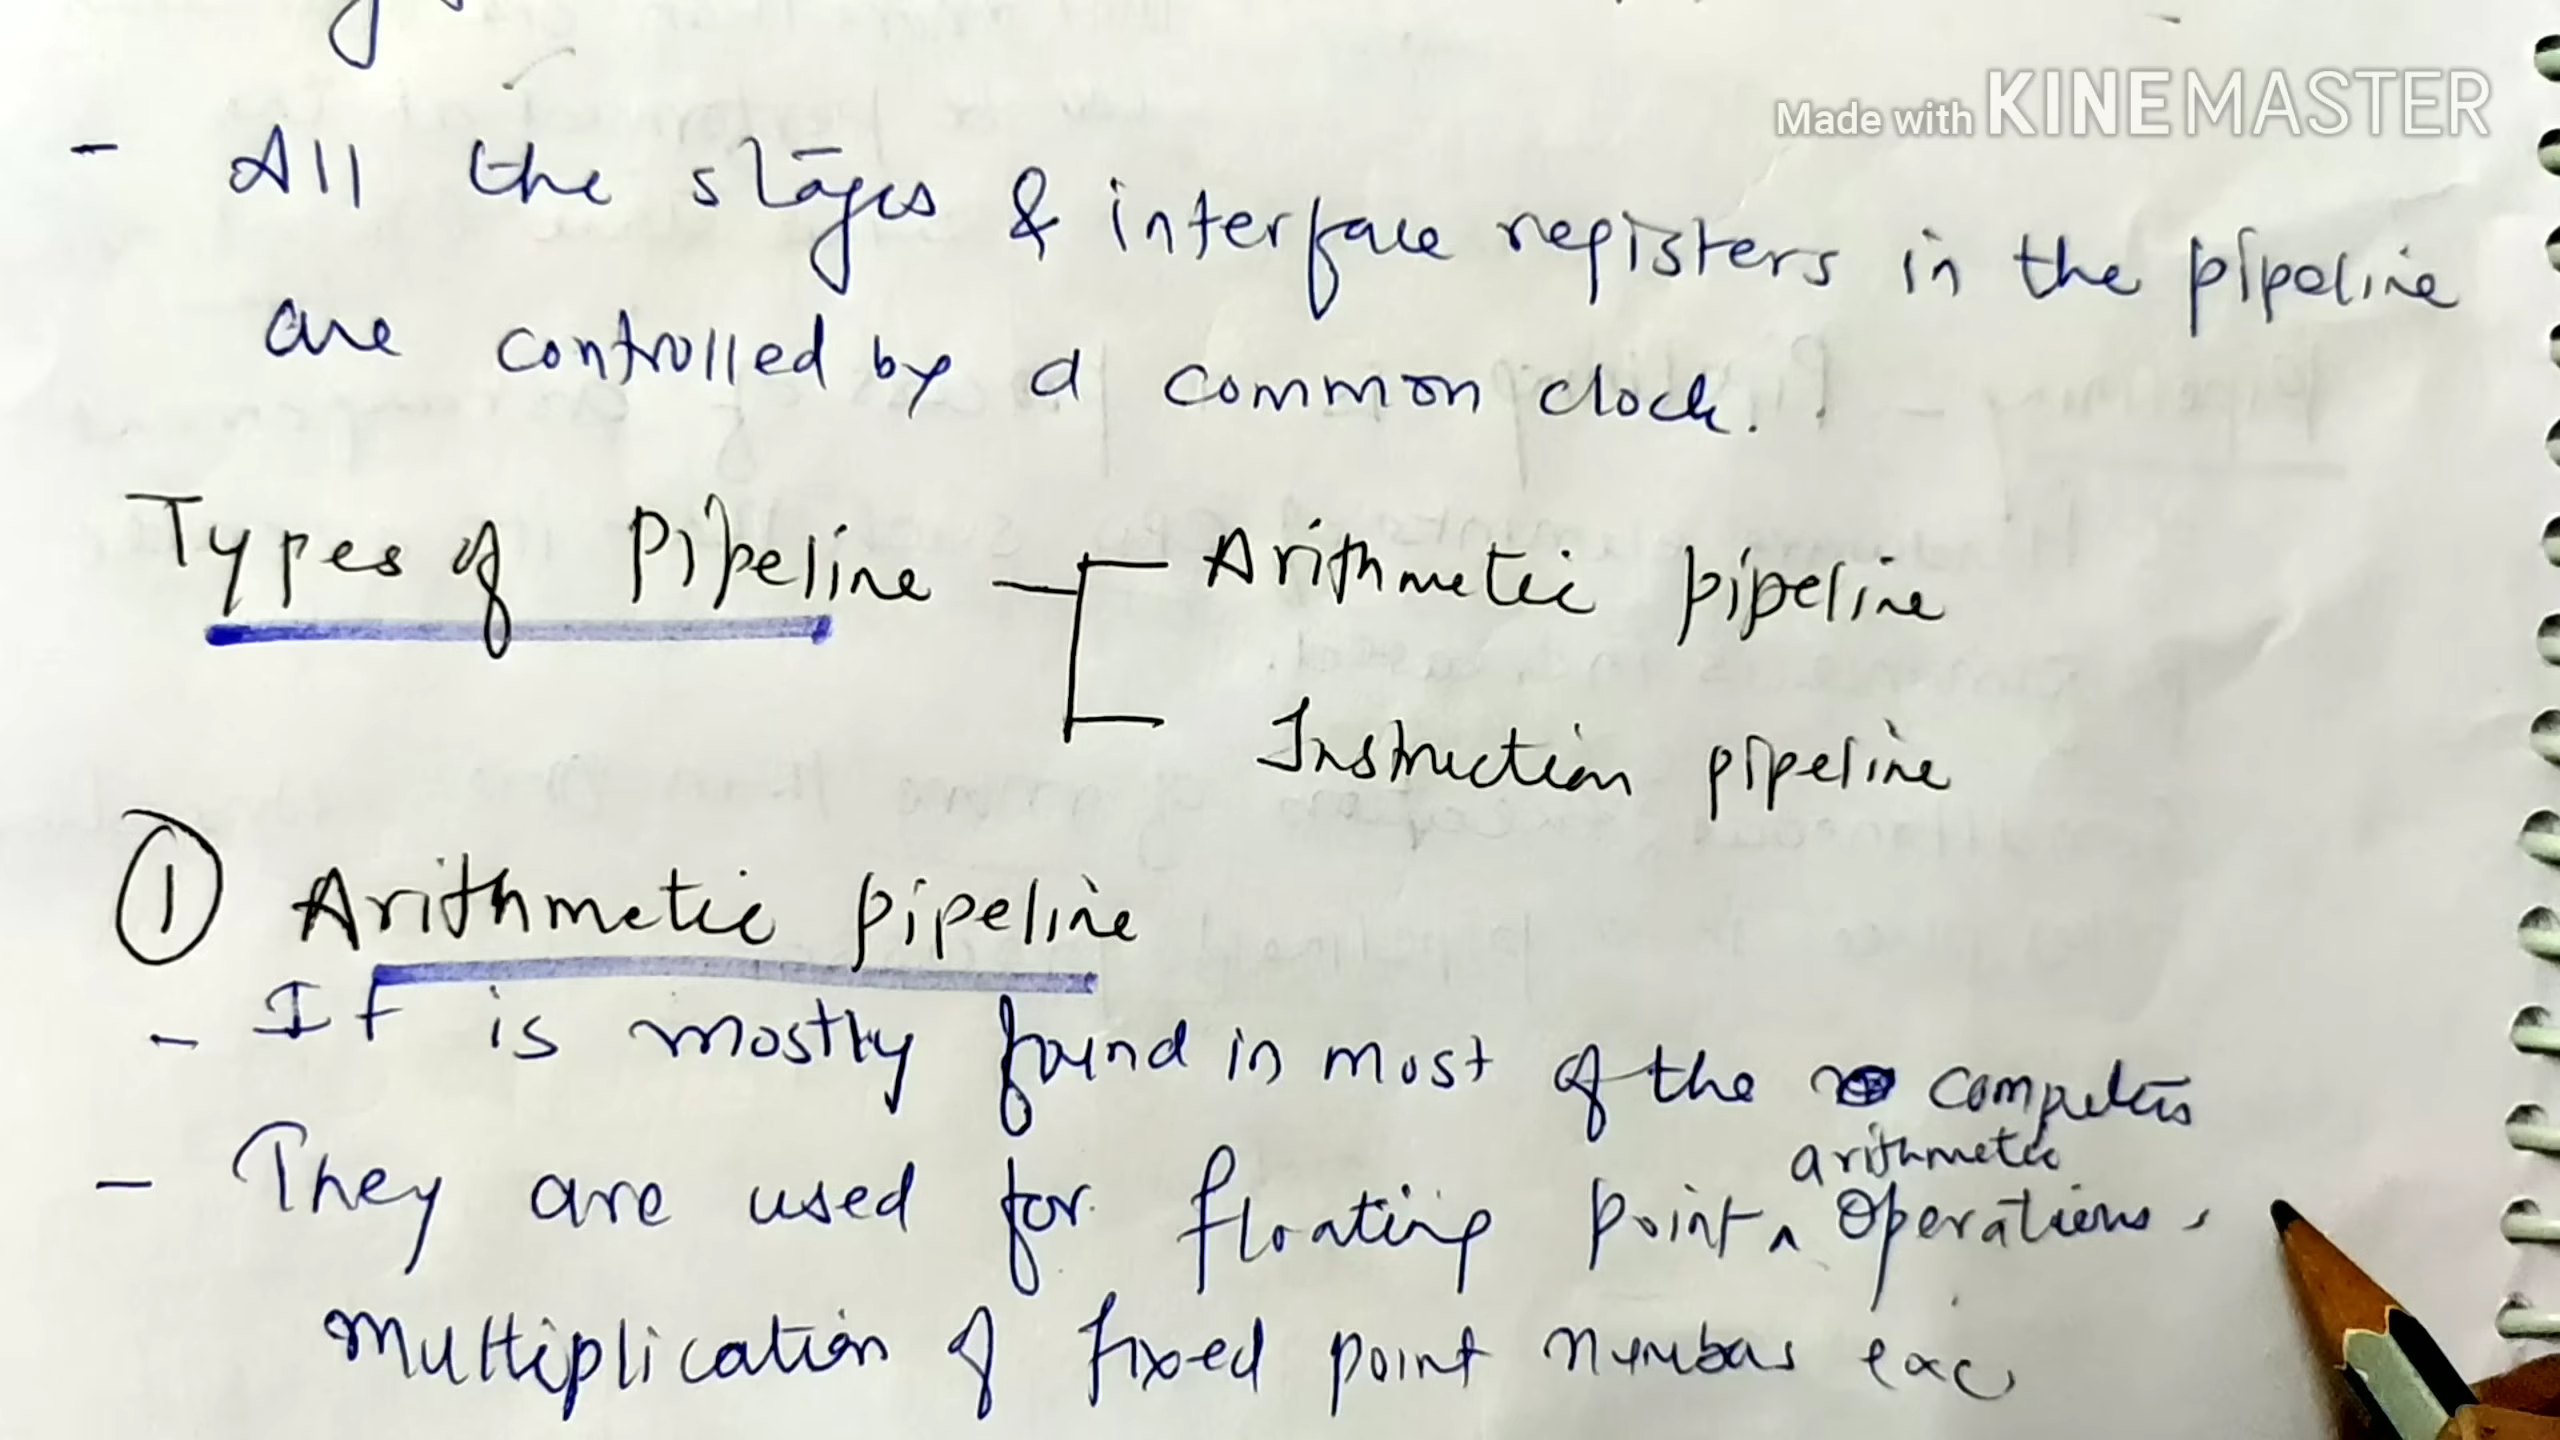 Made with KINEMASTER
- All the stages & interface registers in the pipeline
are controlled by a common clock.
Types of Pipeline
Arithmetic pipeline
Instruction pipeline
① Arithmetic pipeline
- It is mostly found in most of the computers
- They are used for floating point ^ arithmetic operations,
Multiplication of fixed point numbers